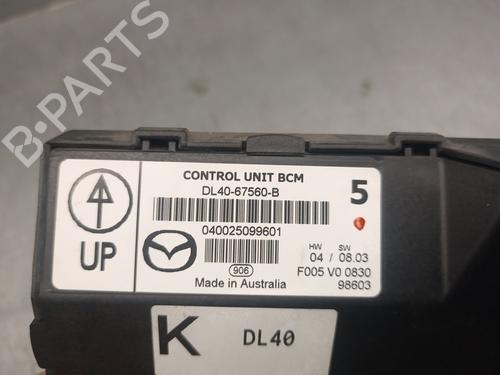 B-PARTS
CONTROL UNIT BCM
DL40-67560-B
5
040025099601
UP
HW SW
04 / 08.03
906
F005 V0 0830
Made in Australia
98603
K
DL40